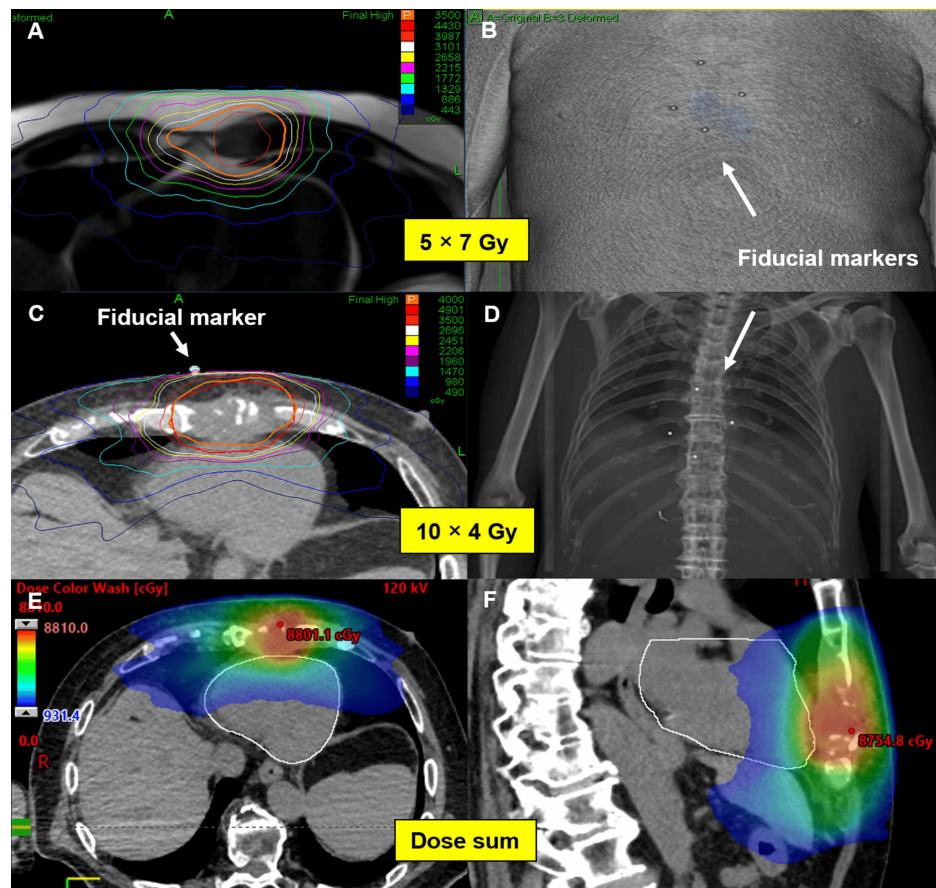 A
eformed
A
Final High
P 3500
4430
3987
3101
2658
2215
1772
1329
886
443
cGy
L
5 × 7 Gy
B
A A=Original B=3 Deformed
Fiducial markers
C
A
Final High
Fiducial marker
P 4000
4901
3500
2696
2451
2206
1960
1470
980
490
cGy
L
10 × 4 Gy
D
E
Dose Color Wash [cGy]
120 kV
8810.0
8810.0
931.4
0.0
R
8801.1 cGy
F
8754.8 cGy
Dose sum